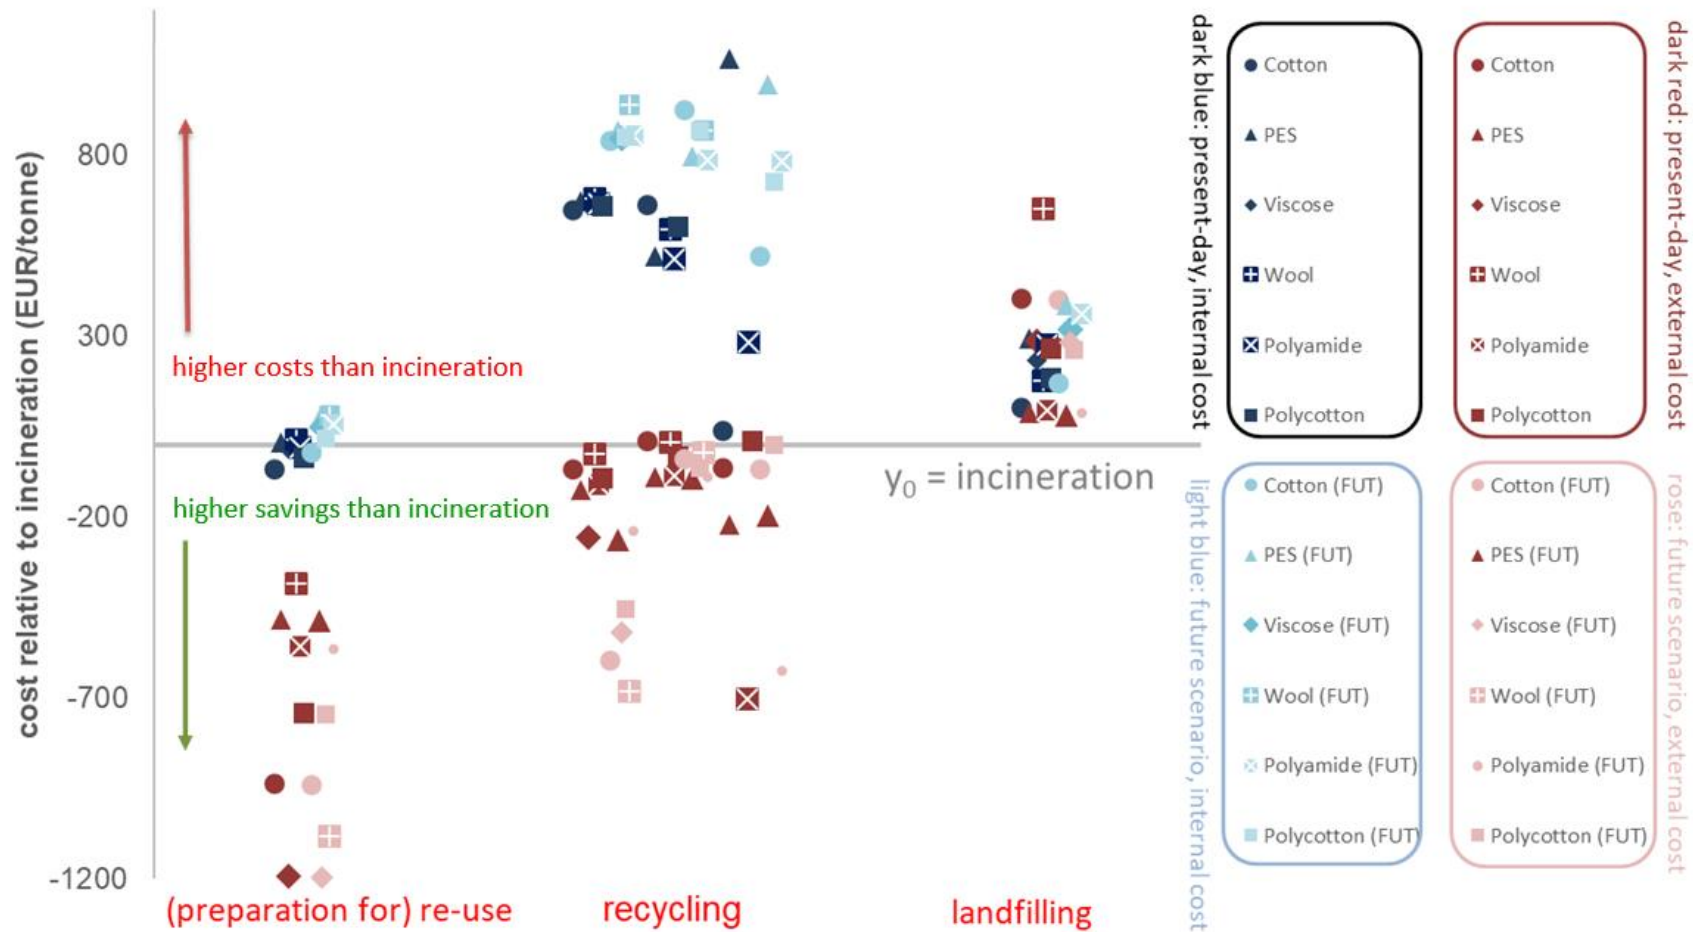 cost relative to incineration (EUR/tonne)
800
300
-200
-700
-1200
higher costs than incineration
higher savings than incineration
y0 = incineration
(preparation for) re-use
recycling
landfilling
dark blue: present-day, internal cost
Cotton
PES
Viscose
Wool
Polyamide
Polycotton
dark red: present-day, external cost
Cotton
PES
Viscose
Wool
Polyamide
Polycotton
light blue: future scenario, internal cost
Cotton (FUT)
PES (FUT)
Viscose (FUT)
Wool (FUT)
Polyamide (FUT)
Polycotton (FUT)
rose: future scenario, external cost
Cotton (FUT)
PES (FUT)
Viscose (FUT)
Wool (FUT)
Polyamide (FUT)
Polycotton (FUT)